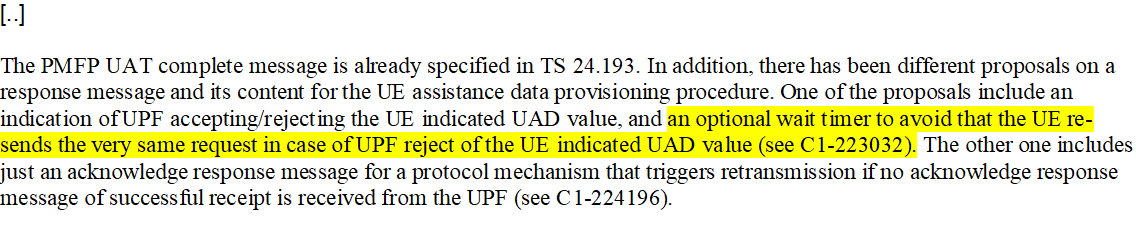 [..]
The PMFP UAT complete message is already specified in TS 24.193. In addition, there has been different proposals on a
response message and its content for the UE assistance data provisioning procedure. One of the proposals include an
indication of UPF accepting/rejecting the UE indicated UAD value, and an optional wait timer to avoid that the UE re-
sends the very same request in case of UPF reject of the UE indicated UAD value (see C1-223032). The other one includes
just an acknowledge response message for a protocol mechanism that triggers retransmission if no acknowledge response
message of successful receipt is received from the UPF (see C1-224196).